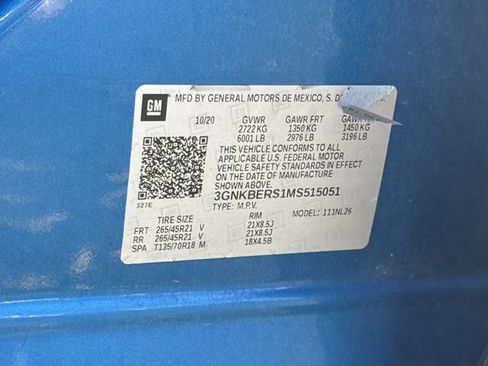 GM
MFD BY GENERAL MOTORS DE MEXICO, S. D
10/20 GVWR GAWR FRT GAWR
2722 KG 1350 KG 1450 KG
6001 LB 2976 LB 3196 LB
THIS VEHICLE CONFORMS TO ALL
APPLICABLE U.S. FEDERAL MOTOR
VEHICLE SAFETY STANDARDS IN EFFECT
ON THE DATE OF MANUFACTURE SHOWN ABOVE.
327E 3GNKBERS1MS515051
TYPE: M.P.V. MODEL: 111NL26
TIRE SIZE RIM
FRT 265/45R21 V 21X8.5J
RR 265/45R21 V 21X8.5J
SPA T135/70R18 M 18X4.5B